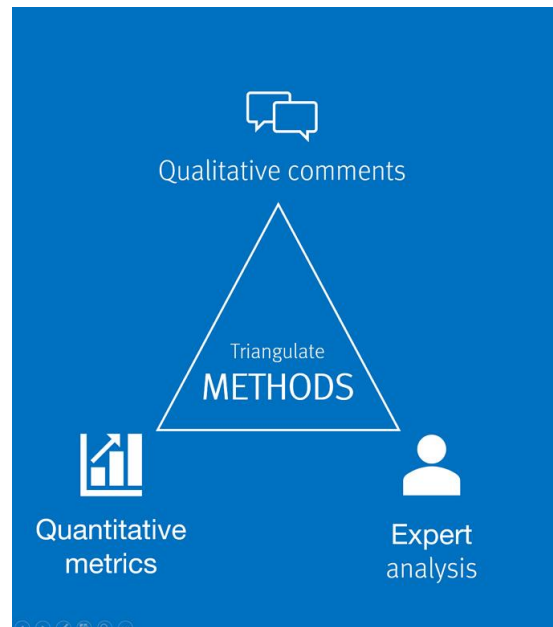 Qualitative comments
Triangulate
METHODS
Quantitative
metrics
Expert
analysis